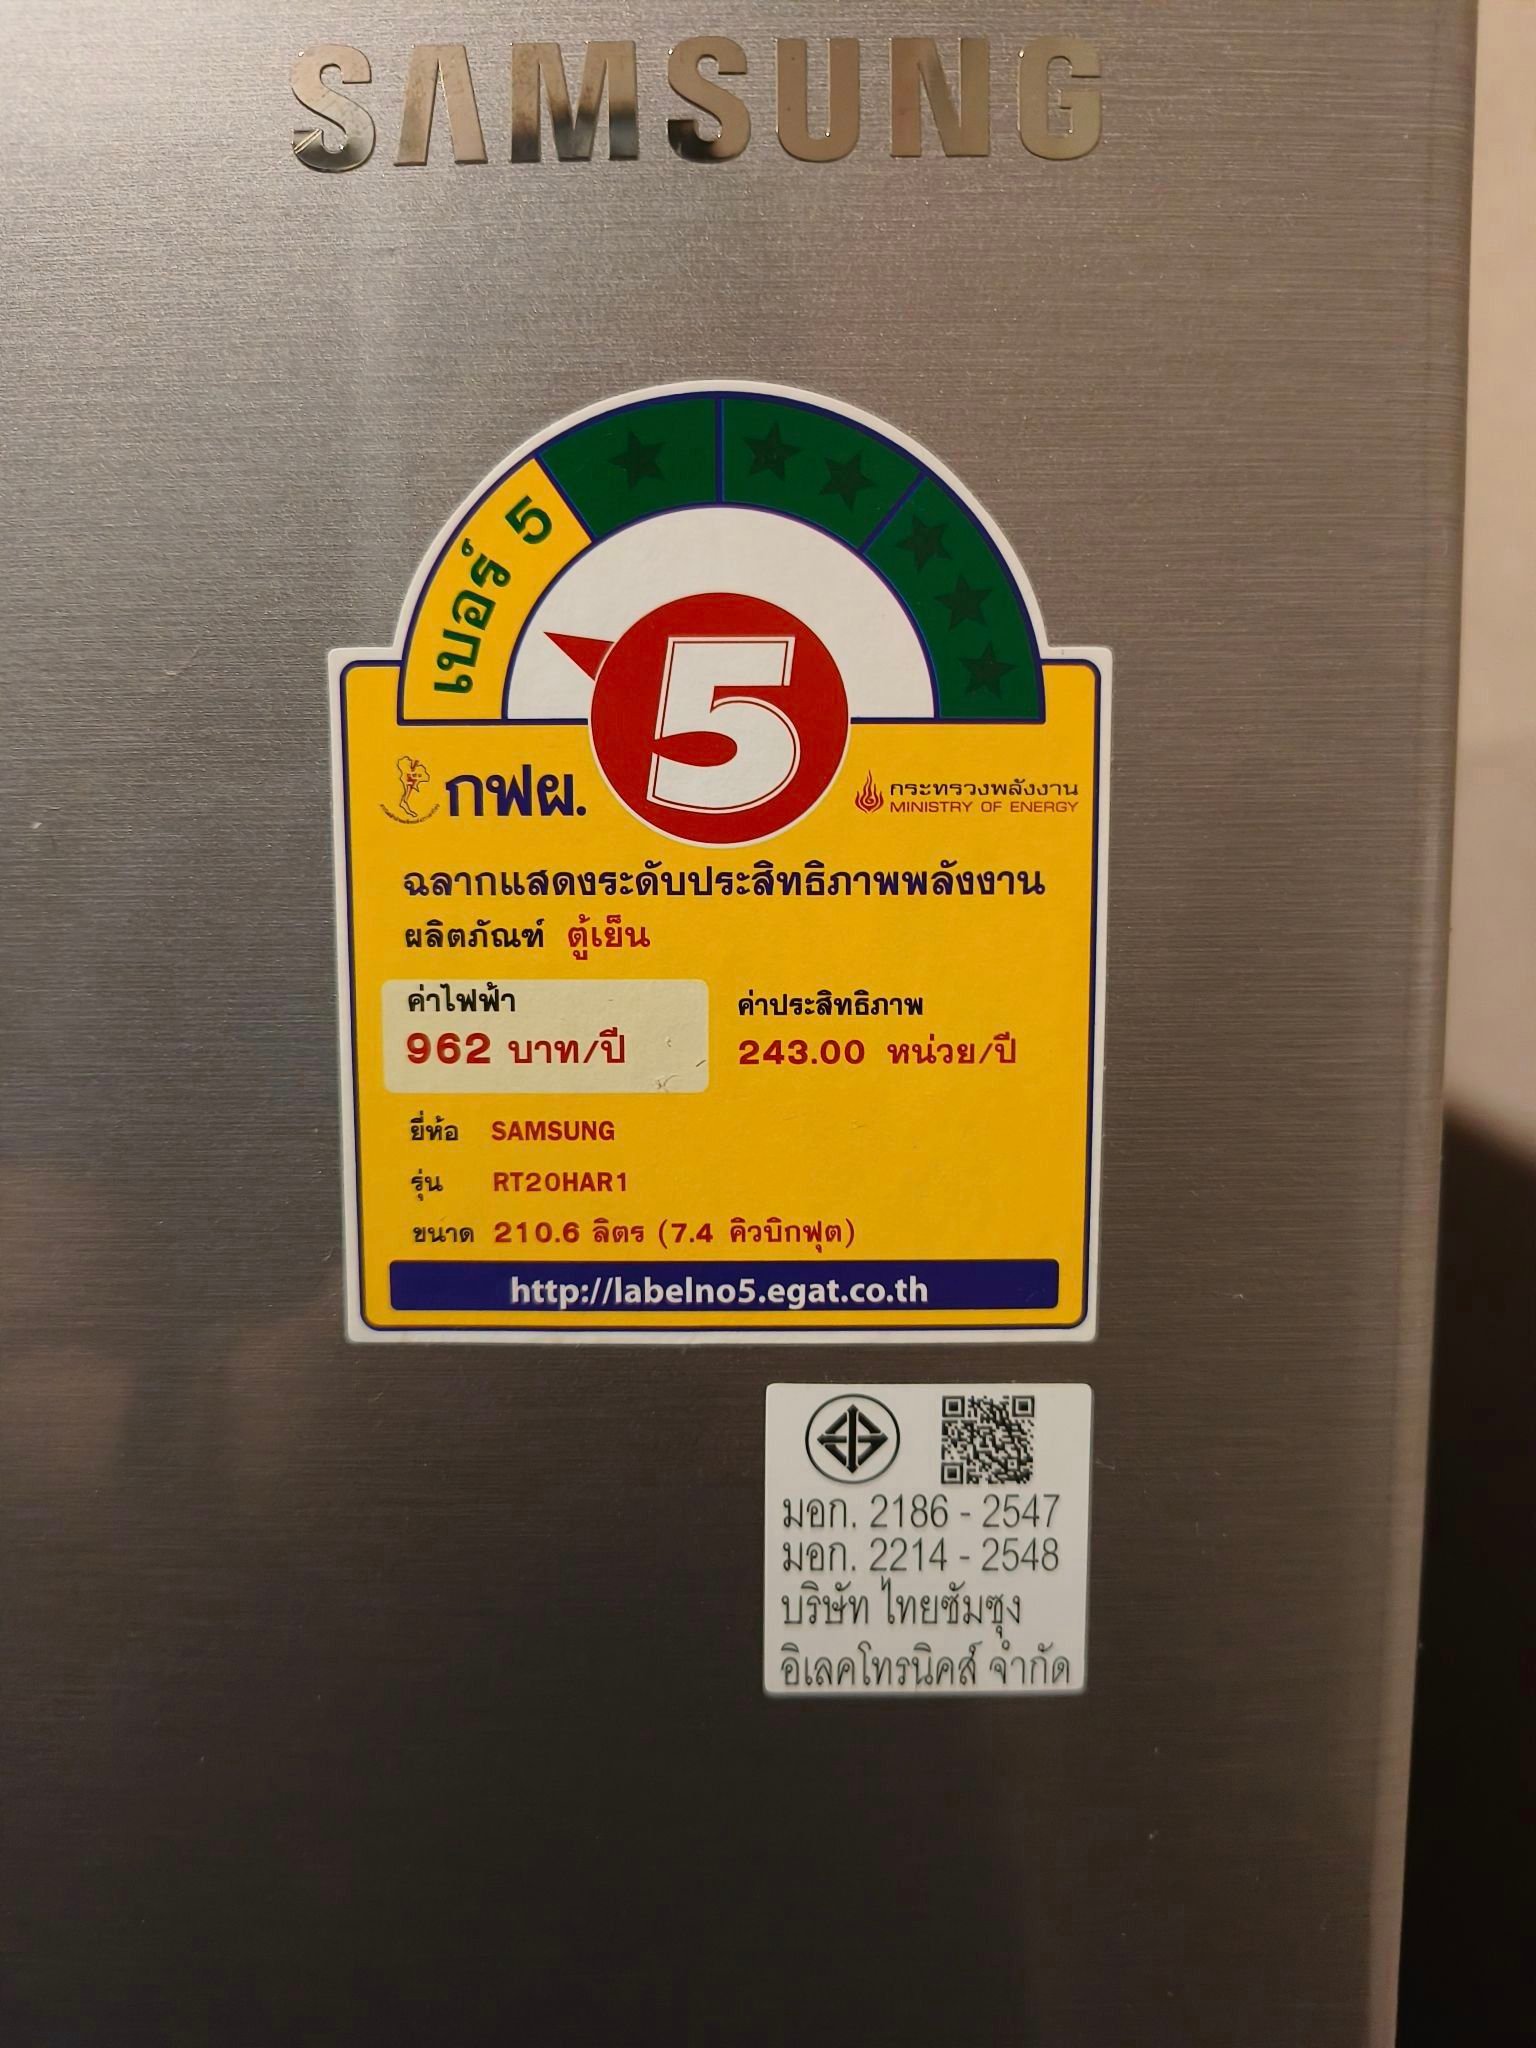 SAMSUNG
เบอร์ 5
5
กฟผ.
กระทรวงพลังงาน
MINISTRY OF ENERGY
ฉลากแสดงระดับประสิทธิภาพพลังงาน
ผลิตภัณฑ์ ตู้เย็น
ค่าไฟฟ้า
962 บาท/ปี
ค่าประสิทธิภาพ
243.00 หน่วย/ปี
ยี่ห้อ SAMSUNG
รุ่น RT20HAR1
ขนาด 210.6 ลิตร (7.4 คิวบิกฟุต)
http://labelno5.egat.co.th
มอก. 2186 - 2547
มอก. 2214 - 2548
บริษัท ไทยซัมซุง
อิเลคโทรนิคส์ จำกัด